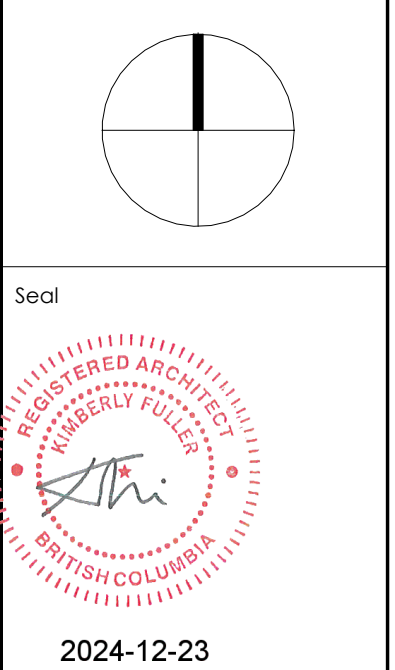 Seal
REGISTERED ARCHITECT
KIMBERLY FULLER
BRITISH COLUMBIA
2024-12-23